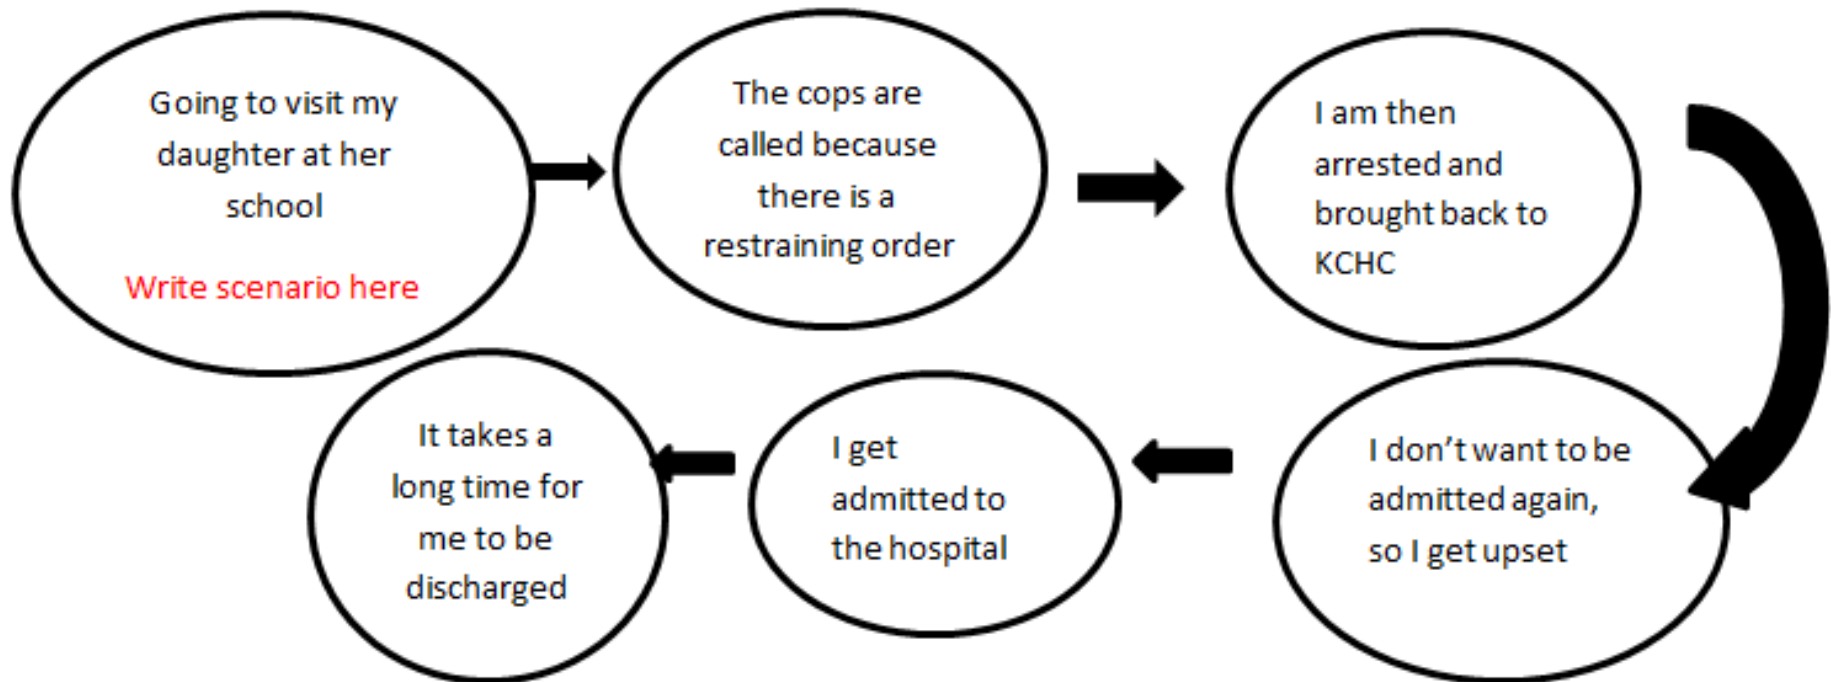 Going to visit my
daughter at her
school
Write scenario here
The cops are
called because
there is a
restraining order
I am then
arrested and
brought back to
KCHC
I don’t want to be
admitted again,
so I get upset
I get
admitted to
the hospital
It takes a
long time for
me to be
discharged